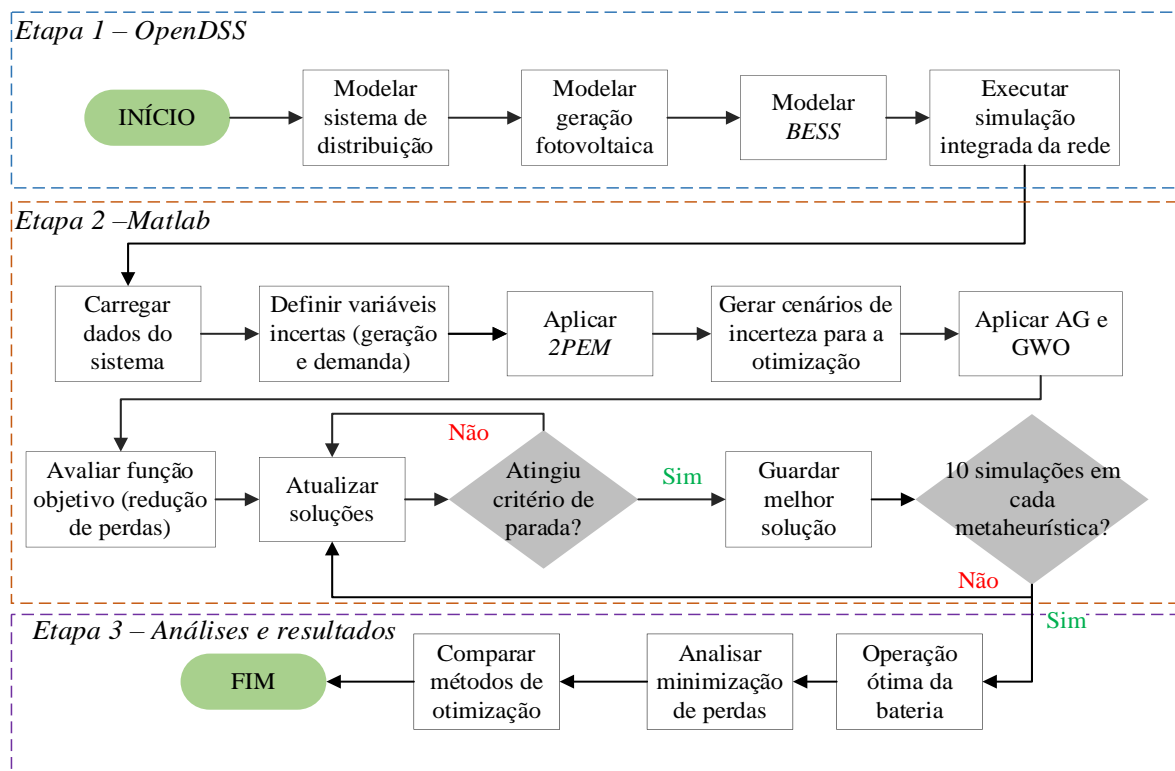 Etapa 1 – OpenDSS
INÍCIO
Modelar
sistema de
distribuição
Modelar
geração
fotovoltaica
Modelar
BESS
Executar
simulação
integrada da rede
Etapa 2 –Matlab
Carregar
dados do
sistema
Definir variáveis
incertas (geração
e demanda)
Aplicar
2PEM
Gerar cenários de
incerteza para a
otimização
Aplicar AG e
GWO
Avaliar função
objetivo (redução
de perdas)
Atualizar
soluções
Não
Atingiu
critério de
parada?
Sim
Guardar
melhor
solução
10 simulações em
cada
metaheurística?
Não
Sim
Etapa 3 – Análises e resultados
Operação
ótima da
bateria
Analisar
minimização
de perdas
Comparar
métodos de
otimização
FIM